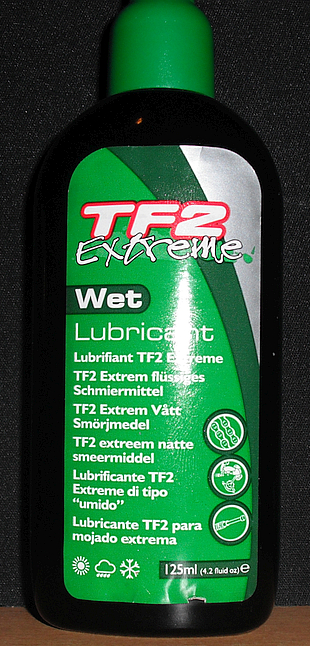 TF2
Extreme
Wet
Lubricant
Lubrifiant TF2 Extreme
TF2 Extrem flüssiges
Schmiermittel
TF2 Extrem Vått
Smörjmedel
TF2 extreem natte
smeermiddel
Lubrificante TF2
Extreme di tipo
“umido”
Lubricante TF2 para
mojado extrema
125ml (4.2 fluid oz) e